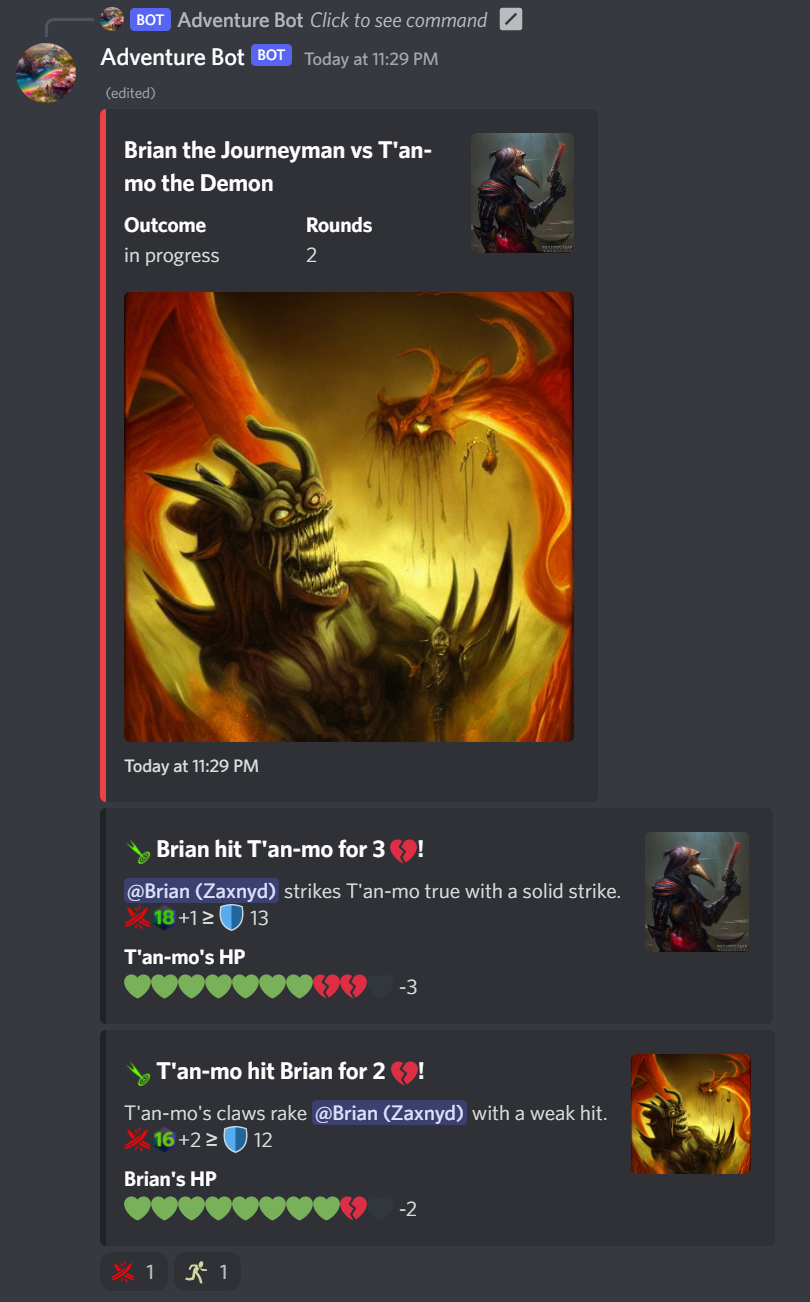 BOT Adventure Bot Click to see command
Adventure Bot BOT Today at 11:29 PM
(edited)
Brian the Journeyman vs T'an-
mo the Demon
Outcome Rounds
in progress 2
Today at 11:29 PM
Brian hit T'an-mo for 3 💔!
@Brian (Zaxnyd) strikes T'an-mo true with a solid strike.
18 +1 ≥ 13
T'an-mo's HP
-3
T'an-mo hit Brian for 2 💔!
T'an-mo's claws rake @Brian (Zaxnyd) with a weak hit.
16 +2 ≥ 12
Brian's HP
-2
1 1